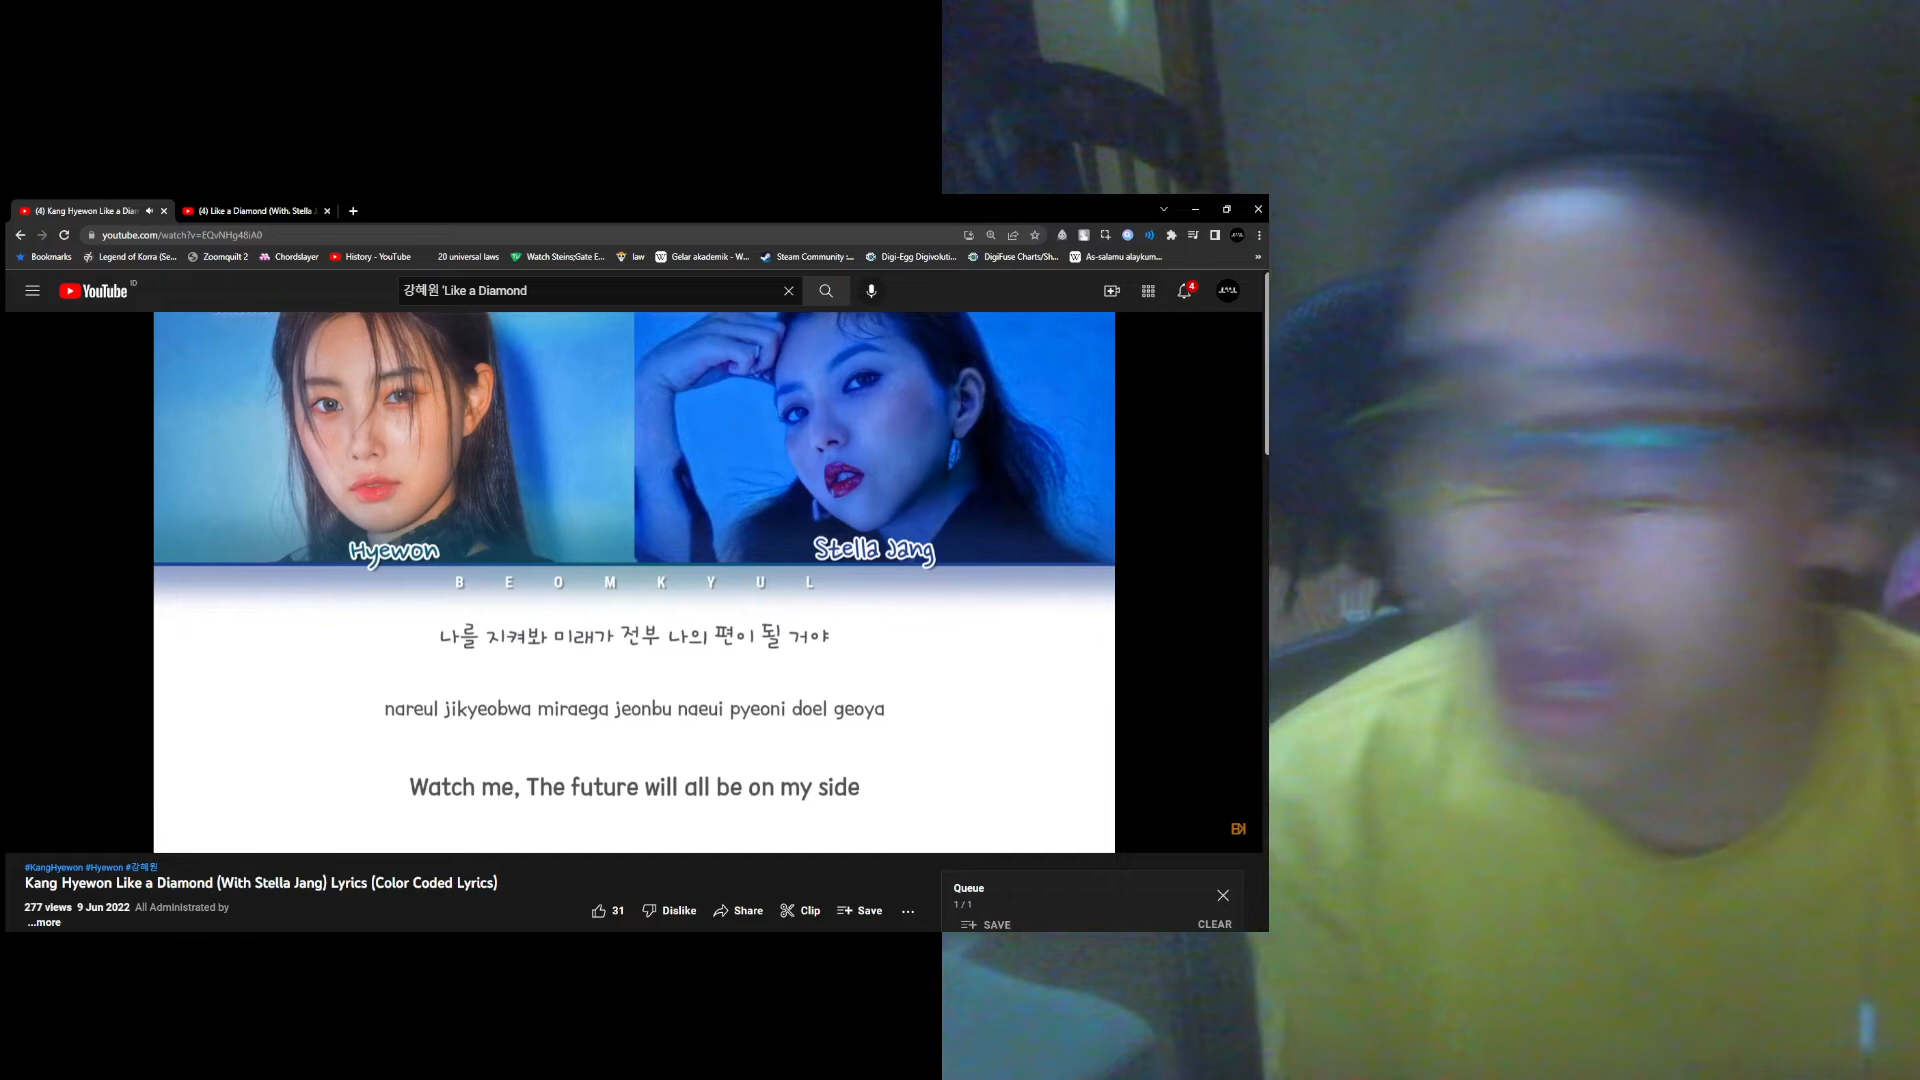 (4) Kang Hyewon Like a Dian
(4) Like a Diamond (With. Stella J
youtube.com/watch?v=EQvNHg48iA0
Bookmarks
Legend of Korra (Se...
Zoomquilt 2
Chordslayer
History - YouTube
20 universal laws
Watch Steins;Gate E...
law
Gelar akademik - W...
Steam Community :...
Digi-Egg Digivoluti...
DigiFuse Charts/Sh...
As-salamu alaykum...
YouTube ID
강혜원 'Like a Diamond
4
Hyewon
Stella Jang
BEOMKYUL
나를 지켜봐 미래가 전부 나의 편이 될 거야
nareul jikyeobwa miraega jeonbu naeui pyeoni doel geoya
Watch me, The future will all be on my side
BK
#KangHyewon #Hyewon #강혜원
Kang Hyewon Like a Diamond (With Stella Jang) Lyrics (Color Coded Lyrics)
277 views 9 Jun 2022 All Administrated by
...more
31
Dislike
Share
Clip
Save
Queue
1 / 1
SAVE
CLEAR